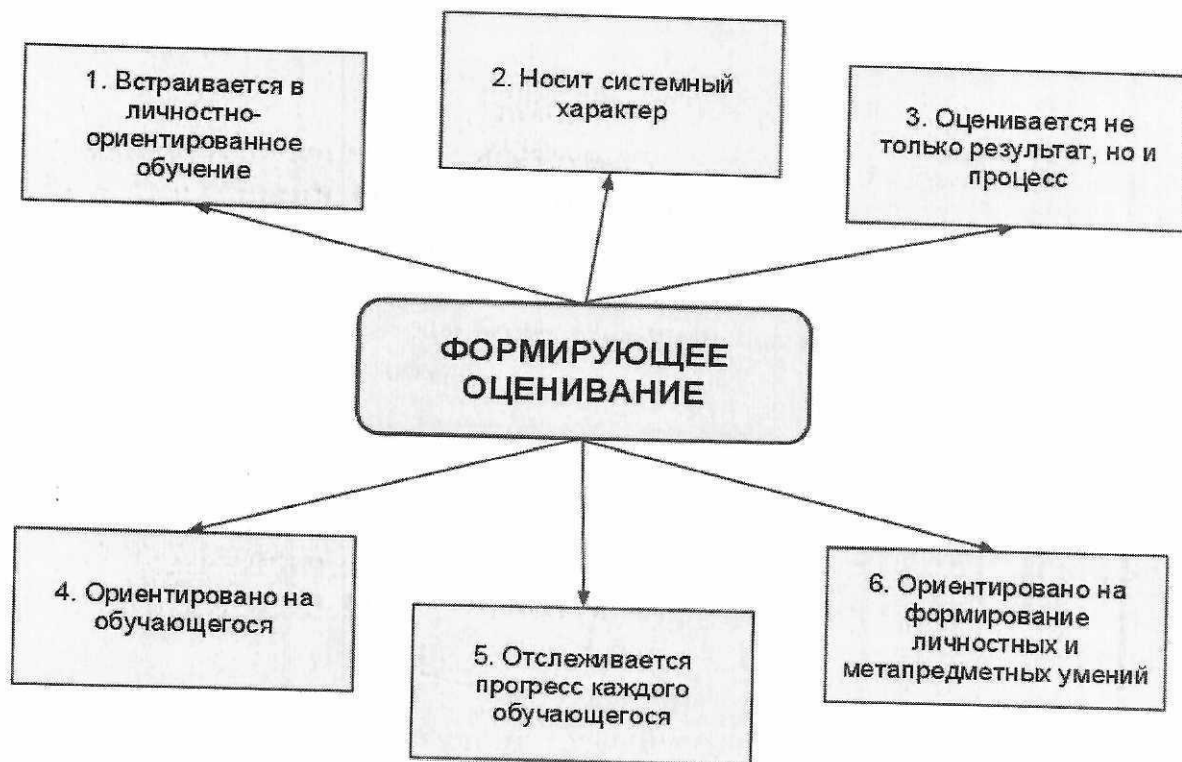 1. Встраивается в
личностно-
ориентированное
обучение
2. Носит системный
характер
3. Оценивается не
только результат, но и
процесс
ФОРМИРУЮЩЕЕ
ОЦЕНИВАНИЕ
4. Ориентировано на
обучающегося
5. Отслеживается
прогресс каждого
обучающегося
6. Ориентировано на
формирование
личностных и
метапредметных умений